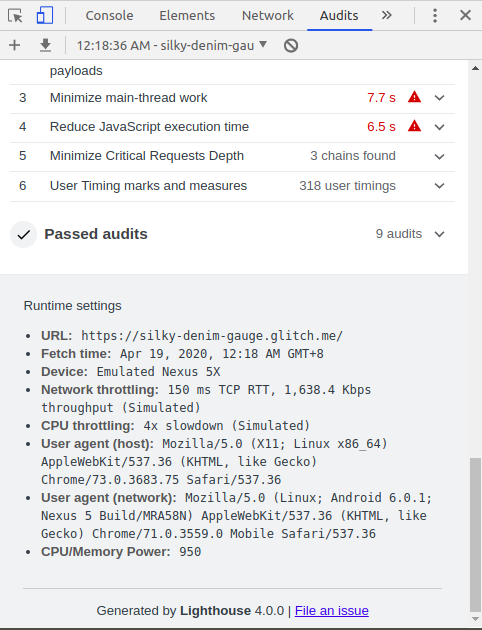 Console Elements Network Audits »
12:18:36 AM - silky-denim-gau
payloads
3 Minimize main-thread work 7.7 s
4 Reduce JavaScript execution time 6.5 s
5 Minimize Critical Requests Depth 3 chains found
6 User Timing marks and measures 318 user timings
Passed audits 9 audits
Runtime settings
• URL: https://silky-denim-gauge.glitch.me/
• Fetch time: Apr 19, 2020, 12:18 AM GMT+8
• Device: Emulated Nexus 5X
• Network throttling: 150 ms TCP RTT, 1,638.4 Kbps
throughput (Simulated)
• CPU throttling: 4x slowdown (Simulated)
• User agent (host): Mozilla/5.0 (X11; Linux x86_64)
AppleWebKit/537.36 (KHTML, like Gecko)
Chrome/73.0.3683.75 Safari/537.36
• User agent (network): Mozilla/5.0 (Linux; Android 6.0.1;
Nexus 5 Build/MRA58N) AppleWebKit/537.36 (KHTML, like
Gecko) Chrome/71.0.3559.0 Mobile Safari/537.36
• CPU/Memory Power: 950
Generated by Lighthouse 4.0.0 | File an issue